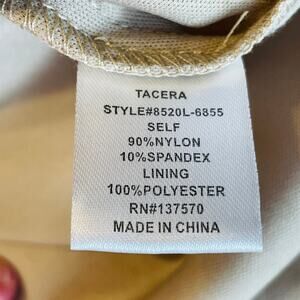 TACERA
STYLE#8520L-6855
SELF
90%NYLON
10%SPANDEX
LINING
100%POLYESTER
RN#137570
MADE IN CHINA